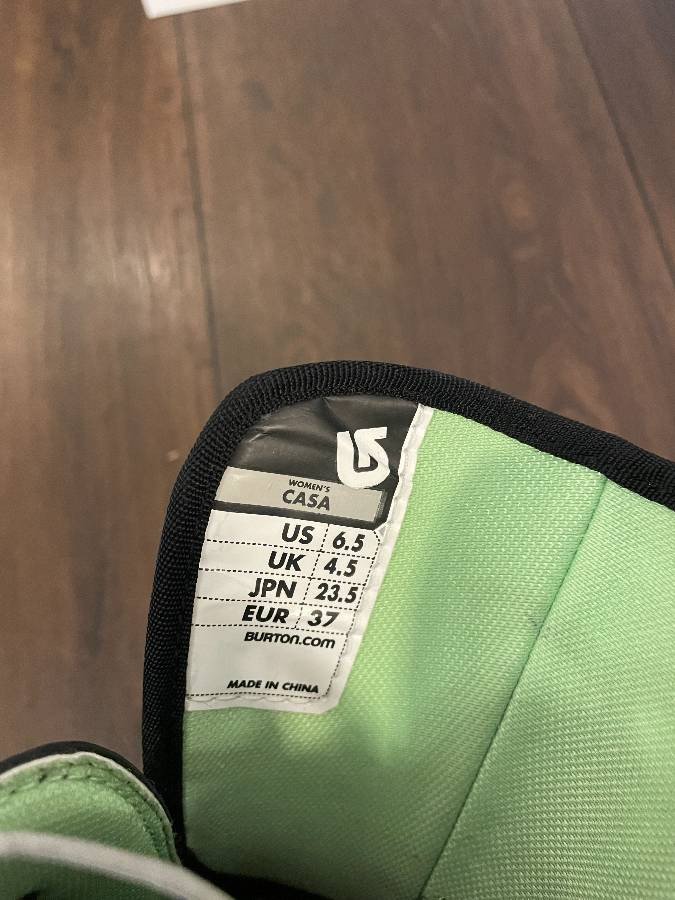 WOMEN'S
CASA
US 6.5
UK 4.5
JPN 23.5
EUR 37
BURTON.COM
MADE IN CHINA